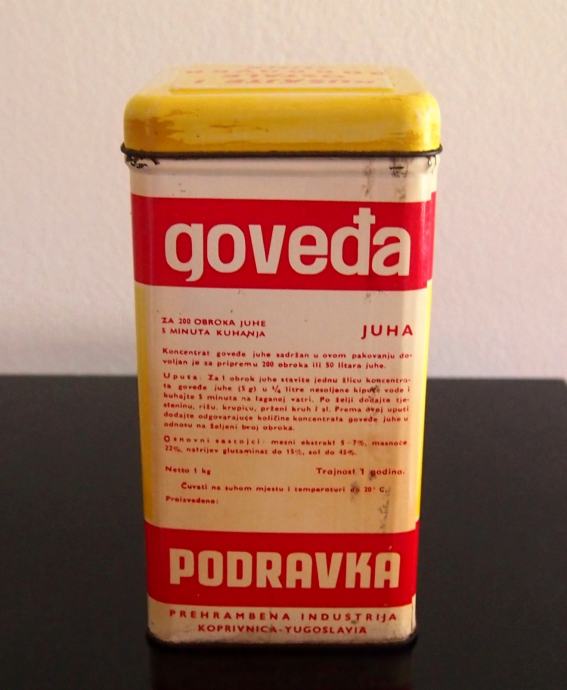 goveđa
ZA 200 OBROKA JUHE
5 MINUTA KUHANJA
JUHA
Koncentrat goveđe juhe sadržan u ovom pakovanju do-
voljan je za pripremu 200 obroka ili 50 litara juhe.
Uputa: Za 1 obrok juhe stavite jednu žlicu koncentra-
ta goveđe juhe (5 g) u ¼ litre nesoljene kipuće vode i
kuhajte 5 minuta na laganoj vatri. Po želji dodajte tje-
steninu, rižu, krupicu, prženi kruh i sl. Prema ovoj uputi
dodajte odgovarajuće količine koncentrata goveđe juhe u
odnosu na željeni broj obroka.
Osnovni sastojci: mesni ekstrakt 5-7%, masnoće
22%, natrijev glutaminat do 15%, sol do 45%.
Netto 1 kg
Trajnost 1 godina.
Čuvati na suhom mjestu i temperaturi do 20° C.
Proizvedeno:
PODRAVKA
PREHRAMBENA INDUSTRIJA
KOPRIVNICA-YUGOSLAVIA